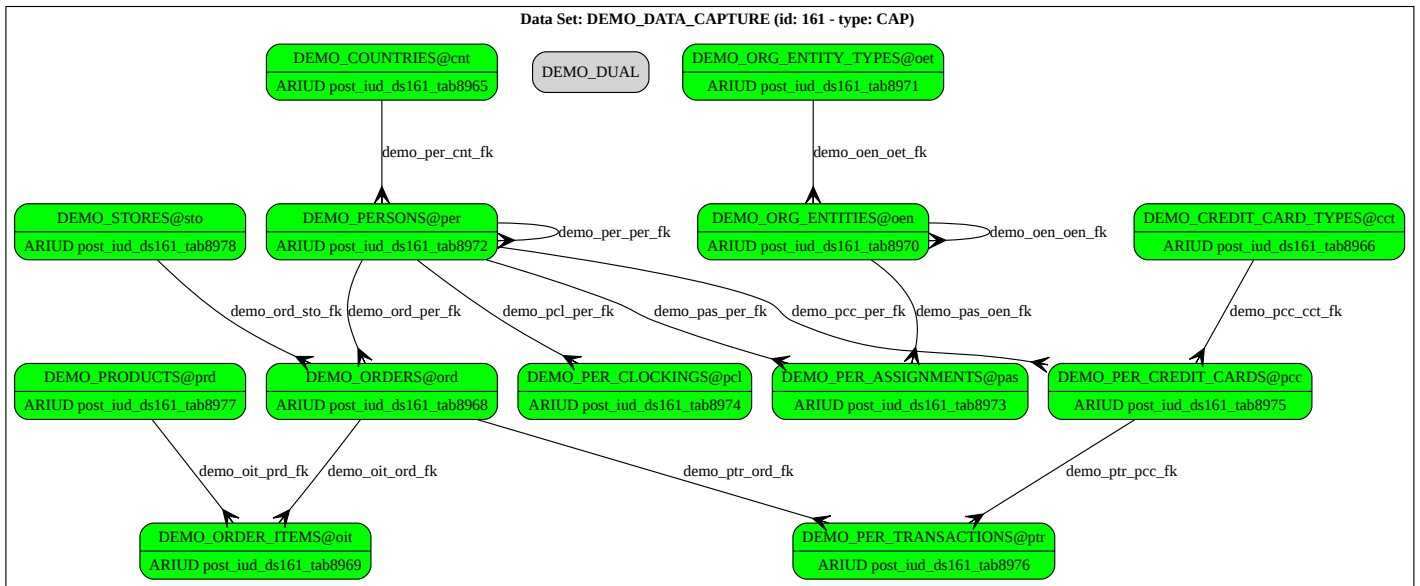 Data Set: DEMO_DATA_CAPTURE (id: 161 - type: CAP)
DEMO_COUNTRIES@cnt
ARIUD post_iud_ds161_tab8965
DEMO_DUAL
DEMO_ORG_ENTITY_TYPES@oet
ARIUD post_iud_ds161_tab8971
demo_per_cnt_fk
demo_oen_oet_fk
DEMO_STORES@sto
ARIUD post_iud_ds161_tab8978
DEMO_PERSONS@per
ARIUD post_iud_ds161_tab8972
demo_per_per_fk
DEMO_ORG_ENTITIES@oen
ARIUD post_iud_ds161_tab8970
demo_oen_oen_fk
DEMO_CREDIT_CARD_TYPES@cct
ARIUD post_iud_ds161_tab8966
demo_ord_sto_fk
demo_ord_per_fk
demo_pcl_per_fk
demo_pas_per_fk
demo_pcc_per_fk
demo_pas_oen_fk
demo_pcc_cct_fk
DEMO_PRODUCTS@prd
ARIUD post_iud_ds161_tab8977
DEMO_ORDERS@ord
ARIUD post_iud_ds161_tab8968
DEMO_PER_CLOCKINGS@pcl
ARIUD post_iud_ds161_tab8974
DEMO_PER_ASSIGNMENTS@pas
ARIUD post_iud_ds161_tab8973
DEMO_PER_CREDIT_CARDS@pcc
ARIUD post_iud_ds161_tab8975
demo_oit_prd_fk
demo_oit_ord_fk
demo_ptr_ord_fk
demo_ptr_pcc_fk
DEMO_ORDER_ITEMS@oit
ARIUD post_iud_ds161_tab8969
DEMO_PER_TRANSACTIONS@ptr
ARIUD post_iud_ds161_tab8976